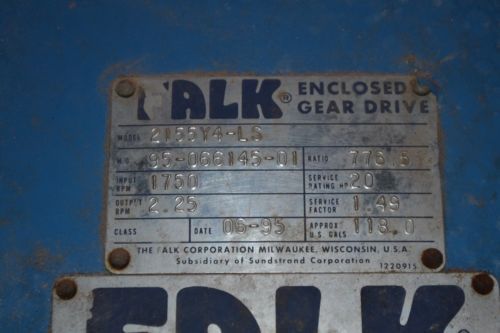 FALK® ENCLOSED
GEAR DRIVE
MODEL 2155Y4-LS
M.O. 95-066145-01 RATIO 776.5
INPUT RPM 1750 SERVICE RATING HP 20
OUTPUT RPM 2.25 SERVICE FACTOR 1.49
CLASS DATE 06-95 APPROX U.S. GALS 118.0
THE FALK CORPORATION MILWAUKEE, WISCONSIN, U.S.A.
Subsidiary of Sundstrand Corporation
1220915
FALK